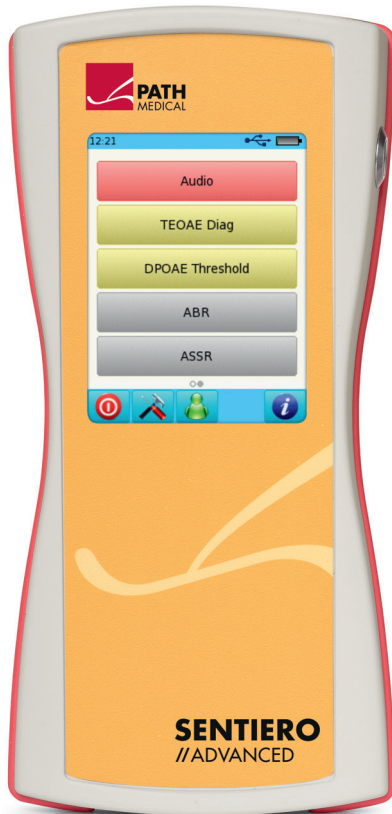 PATH
MEDICAL
12:21
Audio
TEOAE Diag
DPOAE Threshold
ABR
ASSR
i
SENTIERO
//ADVANCED